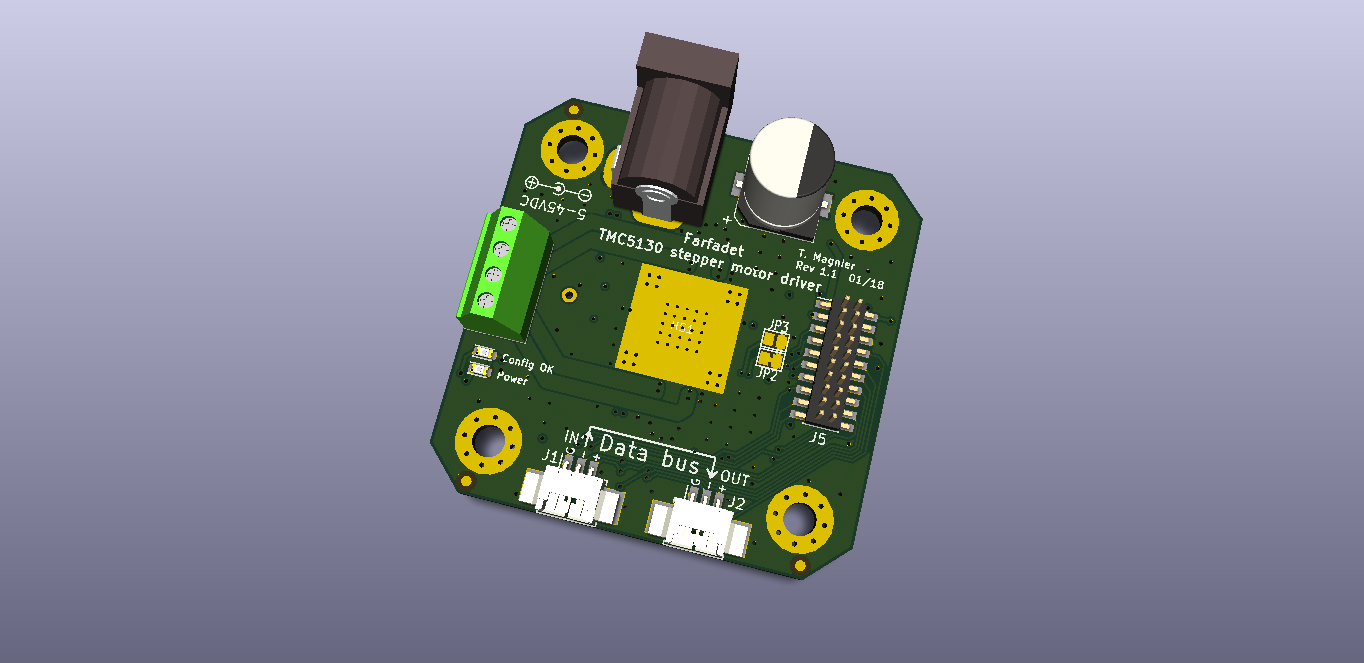 5-45VDC
+
Farfadet
TMC5130 stepper motor driver
T. Magnier
Rev 1.1 01/18
JP3
JP2
Config OK
Power
J5
IN
Data bus
OUT
J1
G - +
G - +
J2